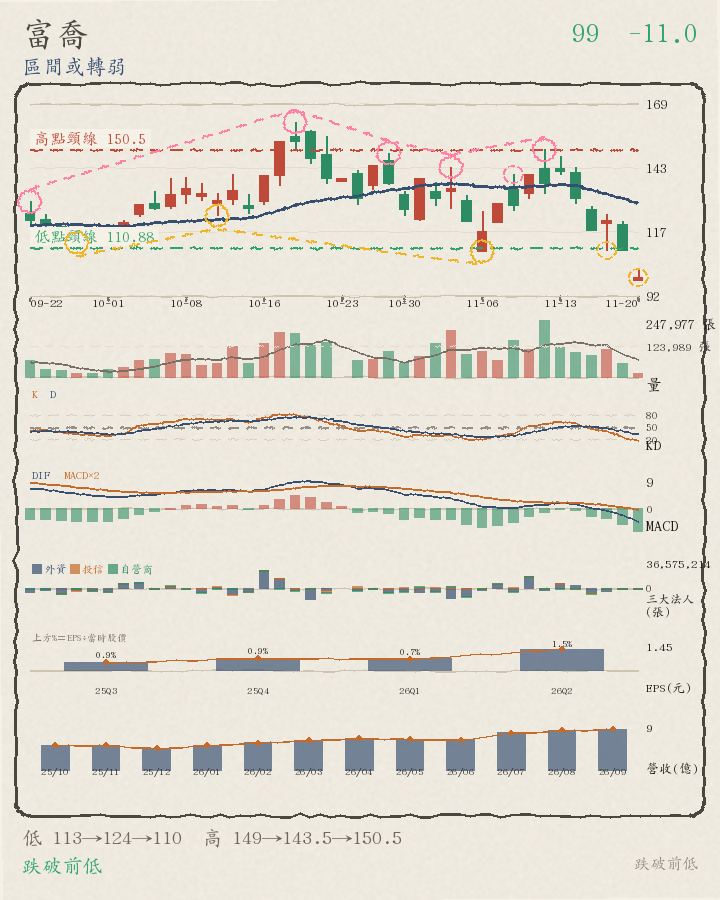 富喬
99 -11.0
區間或轉弱
169
高點頸線 150.5
143
117
低點頸線 110.88
92
09-22 10-01 10-08 10-16 10-23 10-30 11-06 11-13 11-20
247,977 張
123,989 張
量
K D
80
50
20
KD
DIF MACD×2
9
0
MACD
36,575,214
外資 投信 自營商
0
三大法人
(張)
上方%=EPS÷當時股價
0.9% 0.9% 0.7% 1.5%
1.45
25Q3 25Q4 26Q1 26Q2
EPS(元)
9
25/10 25/11 25/12 26/01 26/02 26/03 26/04 26/05 26/06 26/07 26/08 26/09
營收(億)
低 113→124→110 高 149→143.5→150.5
跌破前低
跌破前低